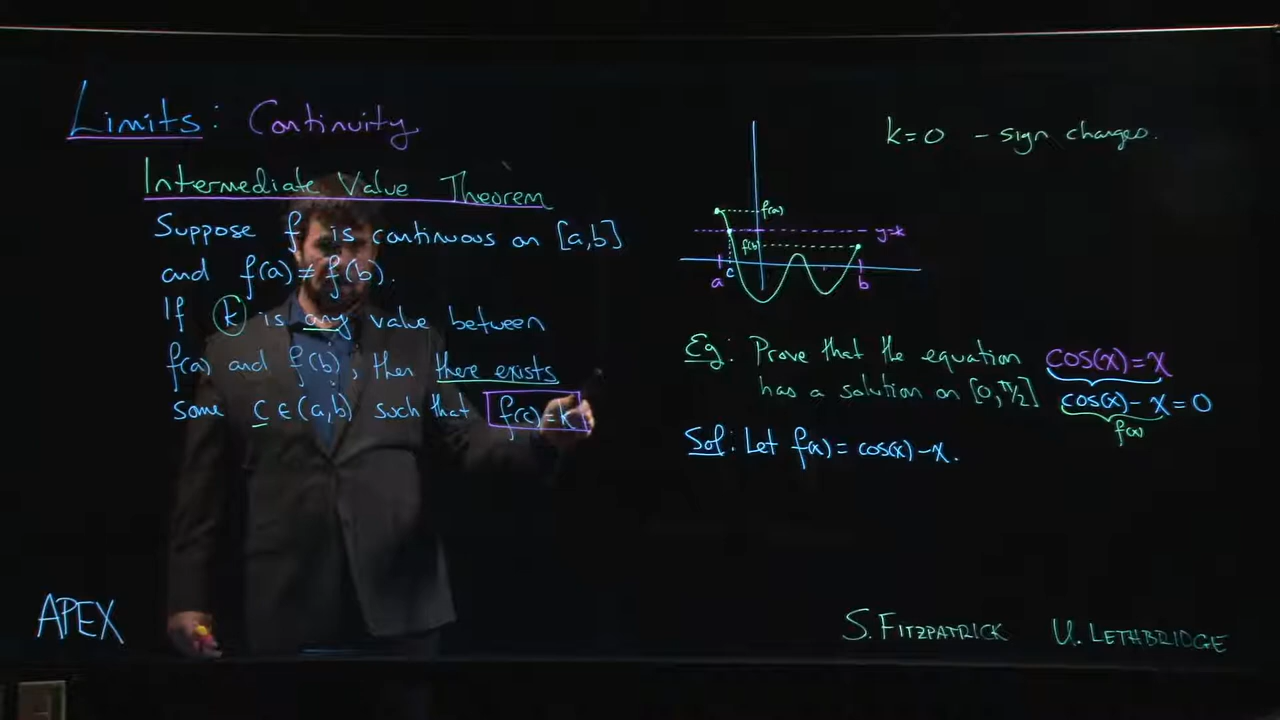 Limits: Continuity
Intermediate Value Theorem
Suppose f is continuous on [a,b]
and f(a) ≠ f(b).
If k is any value between
f(a) and f(b), then there exists
some c ∈ (a,b) such that f(c) = k
k = 0 - sign changes.
f(a)
y=k
f(b)
a c b
Eg: Prove that the equation cos(x) = x
has a solution on [0, π/2] cos(x) - x = 0
f(x)
Sol: Let f(x) = cos(x) - x.
APEX
S. FITZPATRICK U. LETHBRIDGE